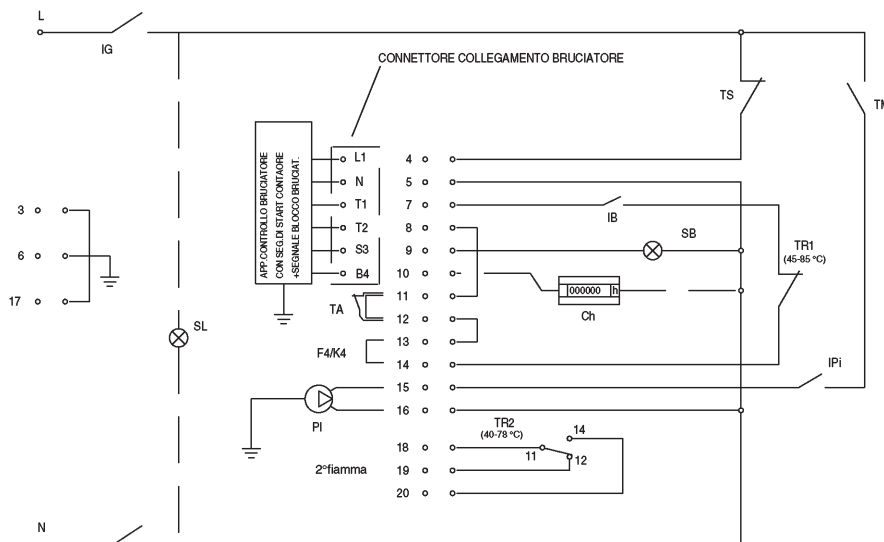 L
IG
CONNETTORE COLLEGAMENTO BRUCIATORE
TS
TM
APP.CONTROLLO BRUCIATORE
CON SEG.DI START CONTAORE
+SEGNALE BLOCCO BRUCIAT.
L1
4
N
5
T1
7
IB
3
T2
8
SB
S3
9
TR1
(45-85 °C)
6
B4
10
000000 h
17
11
Ch
TA
12
SL
13
F4/K4
14
IPi
15
PI
16
TR2
(40-78 °C)
14
18
11
12
2°fiamma
19
20
N